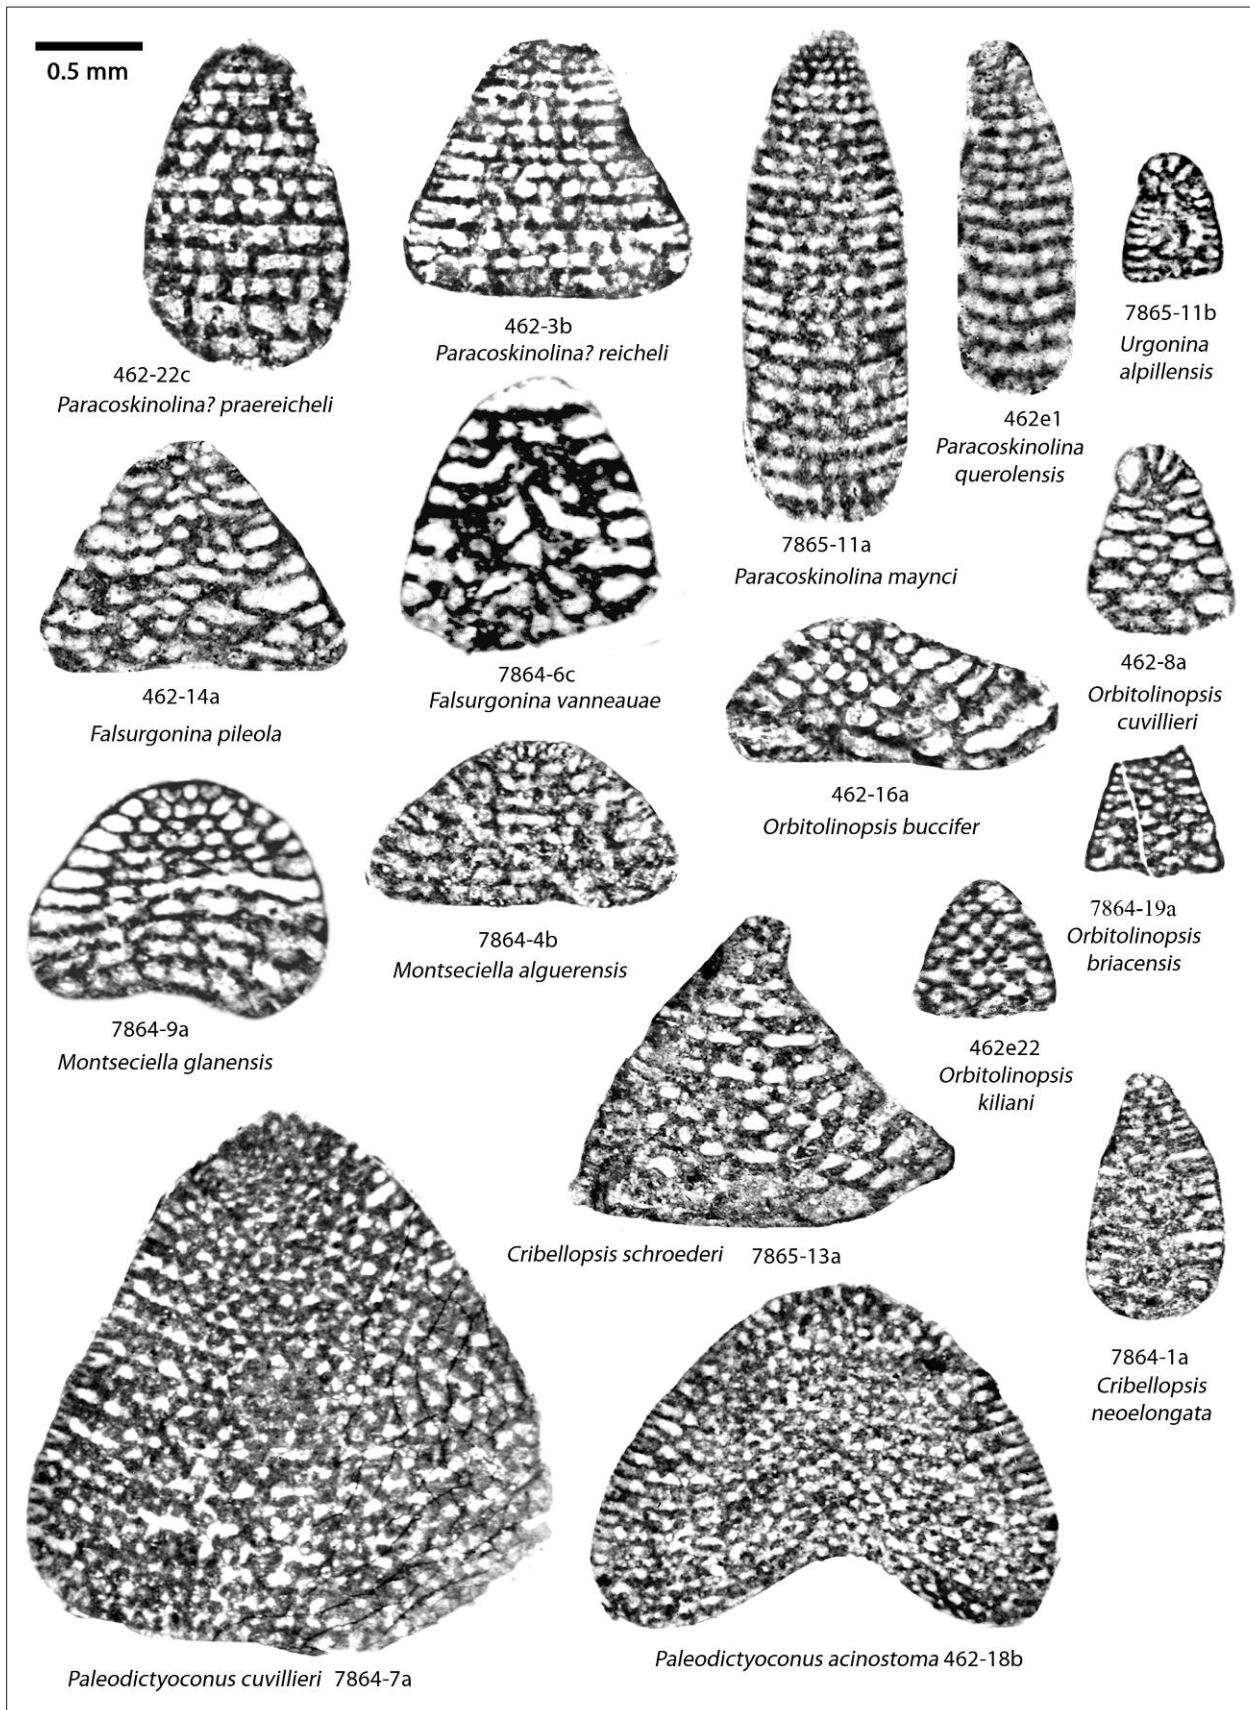 0.5 mm
462-22c
Paracoskinolina? praereicheli
462-3b
Paracoskinolina? reicheli
7865-11a
Paracoskinolina maynci
462e1
Paracoskinolina
querolensis
7865-11b
Urgonina
alpillensis
462-14a
Falsurgonina pileola
7864-6c
Falsurgonina vanneauae
462-16a
Orbitolinopsis buccifer
462-8a
Orbitolinopsis
cuvillieri
7864-9a
Montseciella glanensis
7864-4b
Montseciella alguerensis
7864-19a
Orbitolinopsis
briacensis
462e22
Orbitolinopsis
kiliani
Cribellopsis schroederi 7865-13a
7864-1a
Cribellopsis
neoelongata
Paleodictyoconus cuvillieri 7864-7a
Paleodictyoconus acinostoma 462-18b